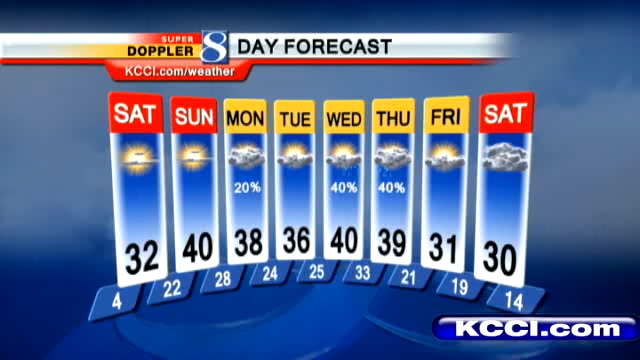 SUPER
DOPPLER 8 DAY FORECAST
KCCI.com/weather
SAT SUN MON TUE WED THU FRI SAT
20% 40% 40%
32 40 38 36 40 39 31 30
4 22 28 24 25 33 21 19 14
KCCI.com